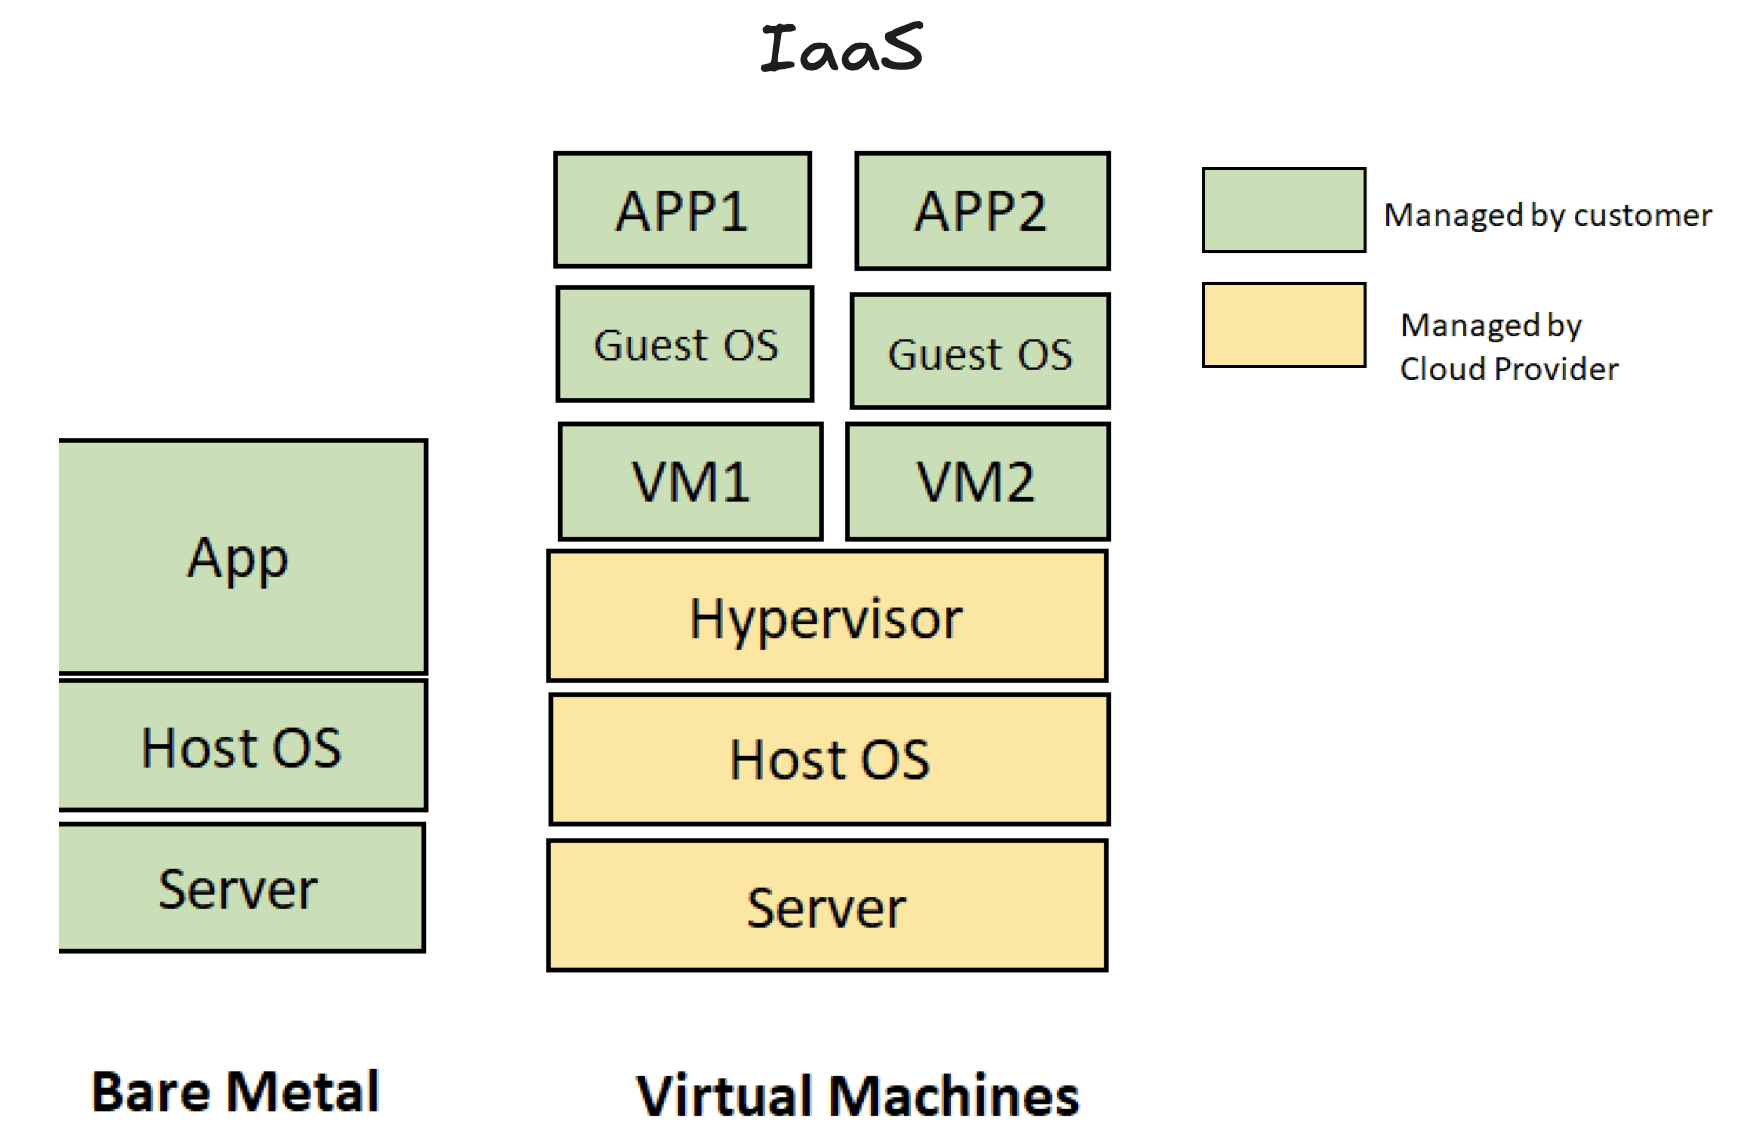 IaaS
APP1
APP2
Managed by customer
Guest OS
Guest OS
Managed by
Cloud Provider
VM1
VM2
App
Hypervisor
Host OS
Host OS
Server
Server
Bare Metal
Virtual Machines